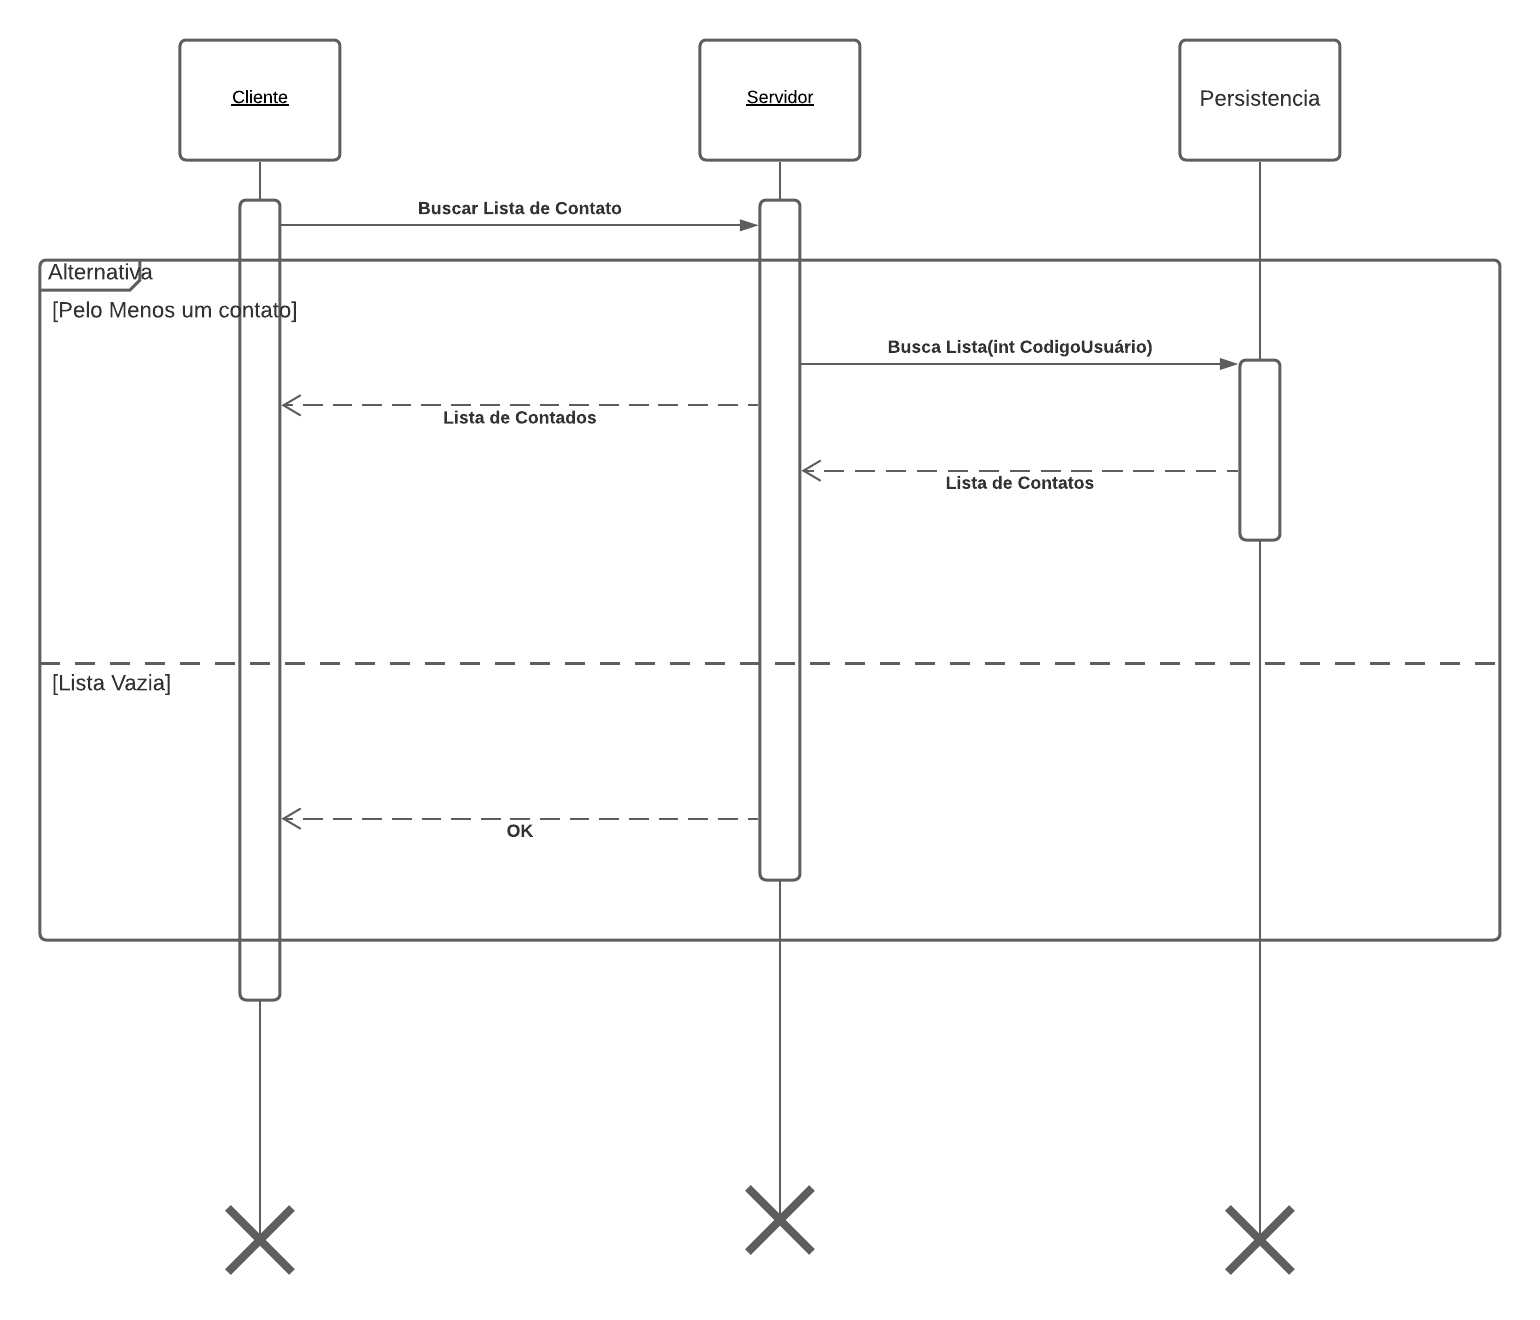 Cliente
Servidor
Persistencia
Buscar Lista de Contato
Alternativa
[Pelo Menos um contato]
Busca Lista(int CodigoUsuário)
Lista de Contados
Lista de Contatos
[Lista Vazia]
OK